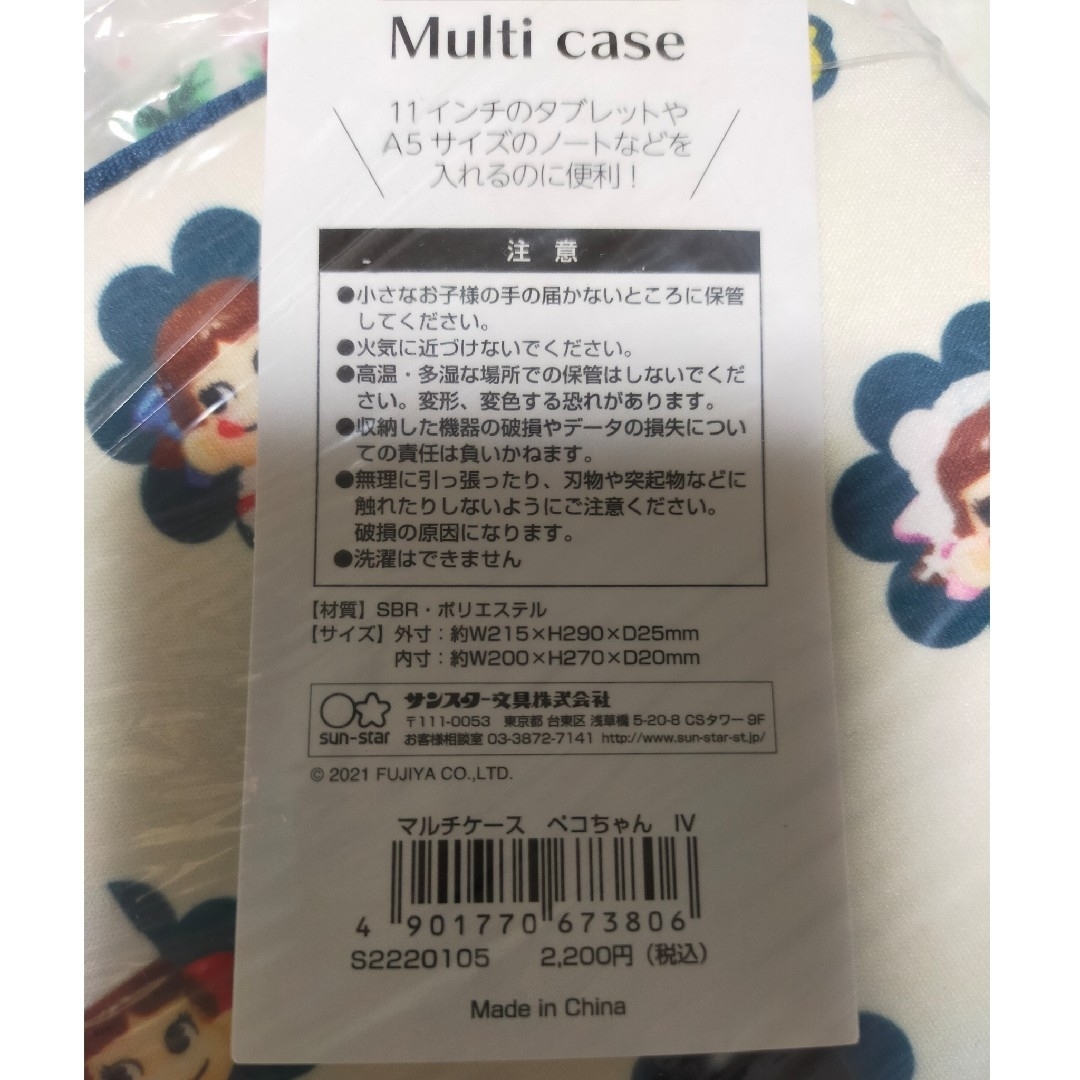 Multi case
11インチのタブレットや
A5サイズのノートなどを
入れるのに便利！
注 意
●小さなお子様の手の届かないところに保管
してください。
●火気に近づけないでください。
●高温・多湿な場所での保管はしないでくだ
さい。変形、変色する恐れがあります。
●収納した機器の破損やデータの損失につい
ての責任は負いかねます。
●無理に引っ張ったり、刃物や突起物などに
触れたりしないようにご注意ください。
破損の原因になります。
●洗濯はできません
【材質】SBR・ポリエステル
【サイズ】外寸：約W215×H290×D25mm
内寸：約W200×H270×D20mm
sun-star
サンスター文具株式会社
〒111-0053 東京都 台東区 浅草橋 5-20-8 CSタワー 9F
お客様相談室 03-3872-7141 http://www.sun-star-st.jp/
© 2021 FUJIYA CO.,LTD.
マルチケース ペコちゃん Ⅳ
4 901770 673806
S2220105 2,200円（税込）
Made in China